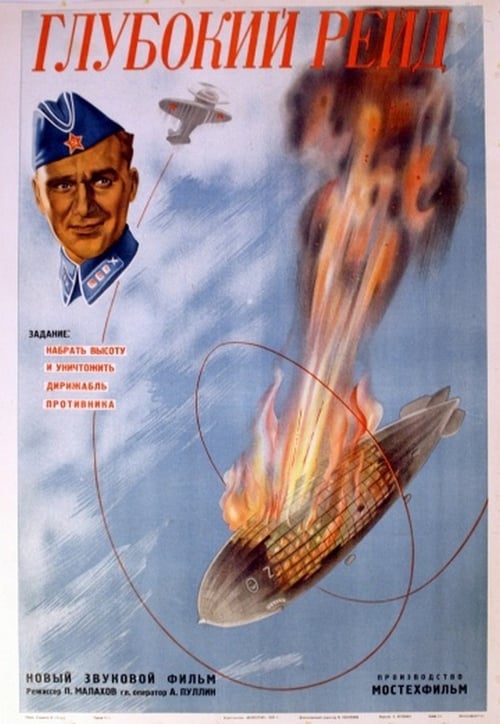 ГЛУБОКИЙ РЕЙД
ЗАДАНИЕ:
НАБРАТЬ ВЫСОТУ
И УНИЧТОЖИТЬ
ДИРИЖАБЛЬ
ПРОТИВНИКА
НОВЫЙ ЗВУКОВОЙ ФИЛЬМ
Режиссер П. МАЛАХОВ гл. оператор А. ПУЛЛИН
ПРОИЗВОДСТВО
МОСТЕХФИЛЬМ